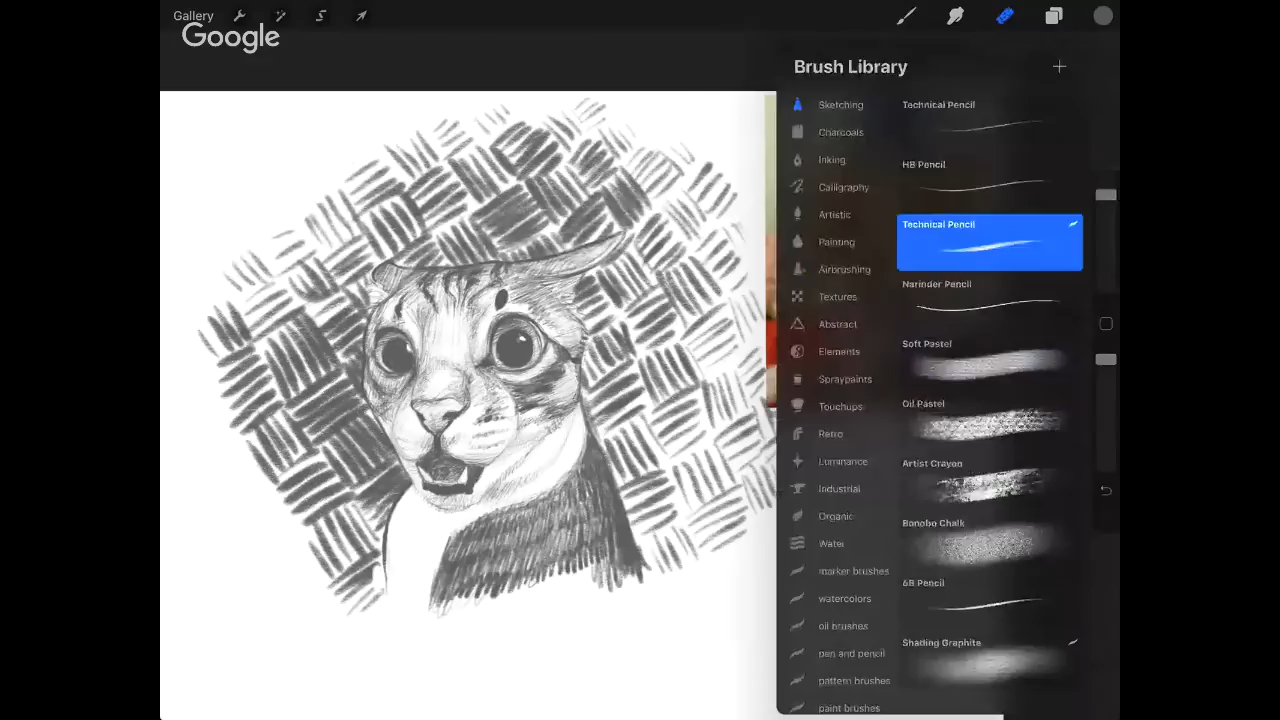 Gallery
Google
Brush Library
Sketching
Charcoals
Inking
Calligraphy
Artistic
Painting
Airbrushing
Textures
Abstract
Elements
Spraypaints
Touchups
Retro
Luminance
Industrial
Organic
Water
marker brushes
watercolors
oil brushes
pen and pencil
pattern brushes
paint brushes
Technical Pencil
HB Pencil
Technical Pencil
Narinder Pencil
Soft Pastel
Oil Pastel
Artist Crayon
Bonobo Chalk
6B Pencil
Shading Graphite